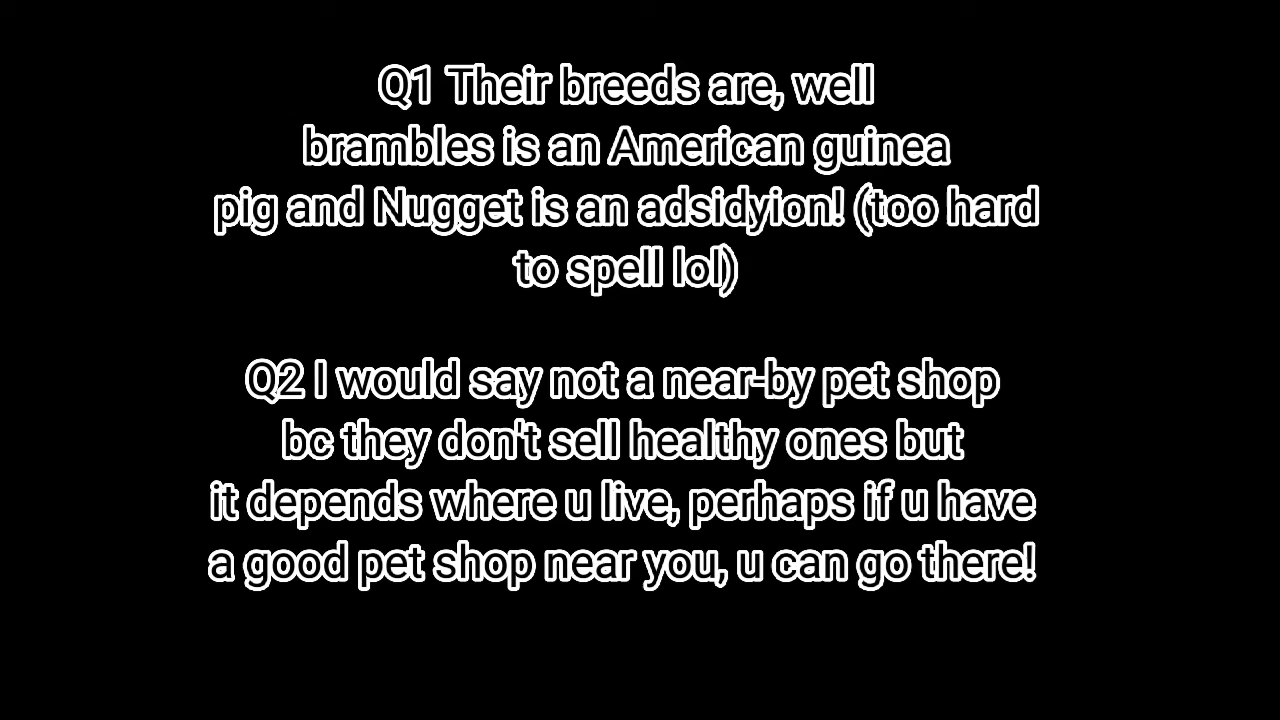 Q1 Their breeds are, well
brambles is an American guinea
pig and Nugget is an adsidyion! (too hard
to spell lol)
Q2 I would say not a near-by pet shop
bc they don't sell healthy ones but
it depends where u live, perhaps if u have
a good pet shop near you, u can go there!